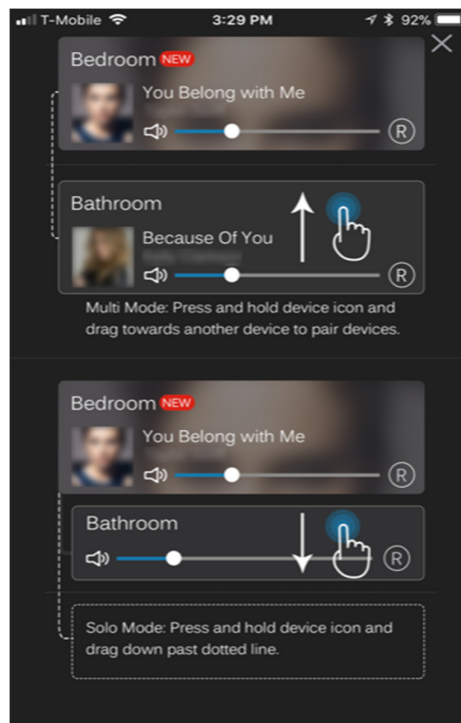 T-Mobile 3:29 PM 92%
Bedroom NEW
You Belong with Me
R
Bathroom
Because Of You
R
Multi Mode: Press and hold device icon and
drag towards another device to pair devices.
Bedroom NEW
You Belong with Me
R
Bathroom
R
Solo Mode: Press and hold device icon and
drag down past dotted line.